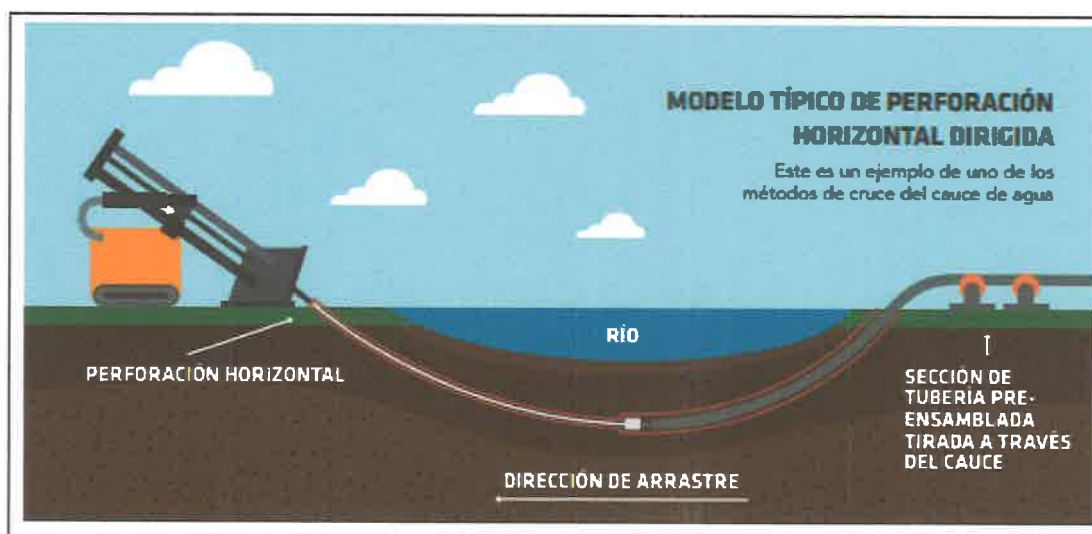 MODELO TÍPICO DE PERFORACIÓN
HORIZONTAL DIRIGIDA
Este es un ejemplo de uno de los
métodos de cruce del cauce de agua
RÍO
PERFORACIÓN HORIZONTAL
SECCIÓN DE
TUBERÍA PRE-
ENSAMBLADA
TIRADA A TRAVÉS
DEL CAUCE
DIRECCIÓN DE ARRASTRE